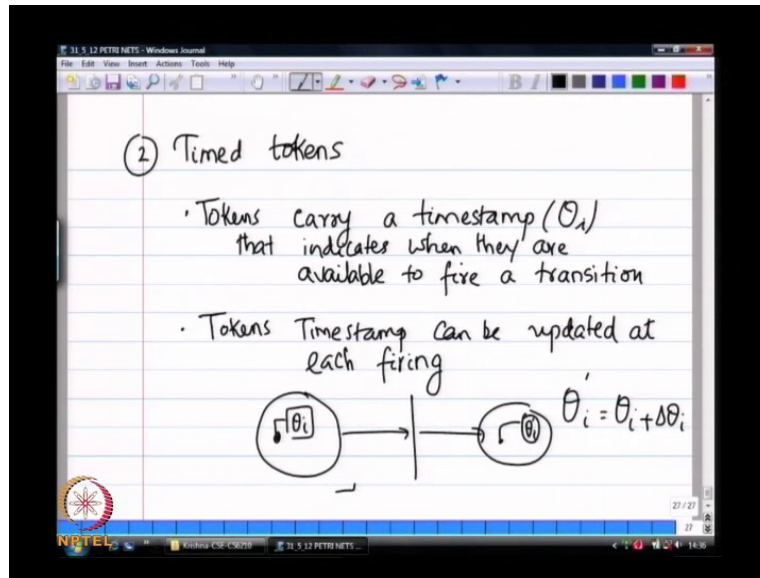 31_5_12 PETRI NETS - Windows Journal
File Edit View Insert Actions Tools Help
② Timed tokens
· Tokens carry a timestamp (θi)
that indicates when they are
available to fire a transition
· Tokens Timestamp can be updated at
each firing
θi
θi
θi' = θi + Δθi
27 / 27
27
NPTEL
Krishna-CSE-CS6210
31_5_12 PETRI NETS ...
14:36